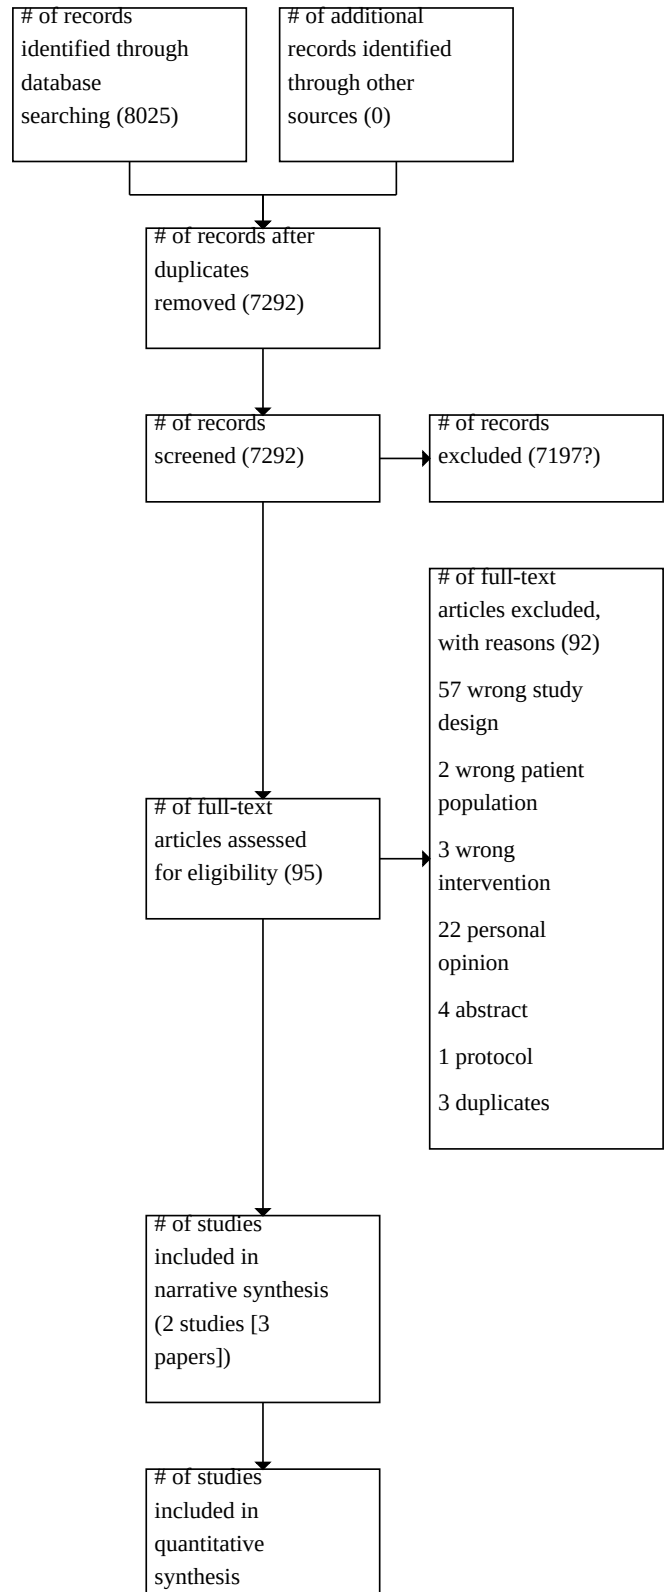 # of records
identified through
database
searching (8025)
# of additional
records identified
through other
sources (0)
# of records after
duplicates
removed (7292)
# of records
screened (7292)
# of records
excluded (7197?)
# of full-text
articles excluded,
with reasons (92)
57 wrong study
design
2 wrong patient
population
3 wrong
intervention
22 personal
opinion
4 abstract
1 protocol
3 duplicates
# of full-text
articles assessed
for eligibility (95)
# of studies
included in
narrative synthesis
(2 studies [3
papers])
# of studies
included in
quantitative
synthesis